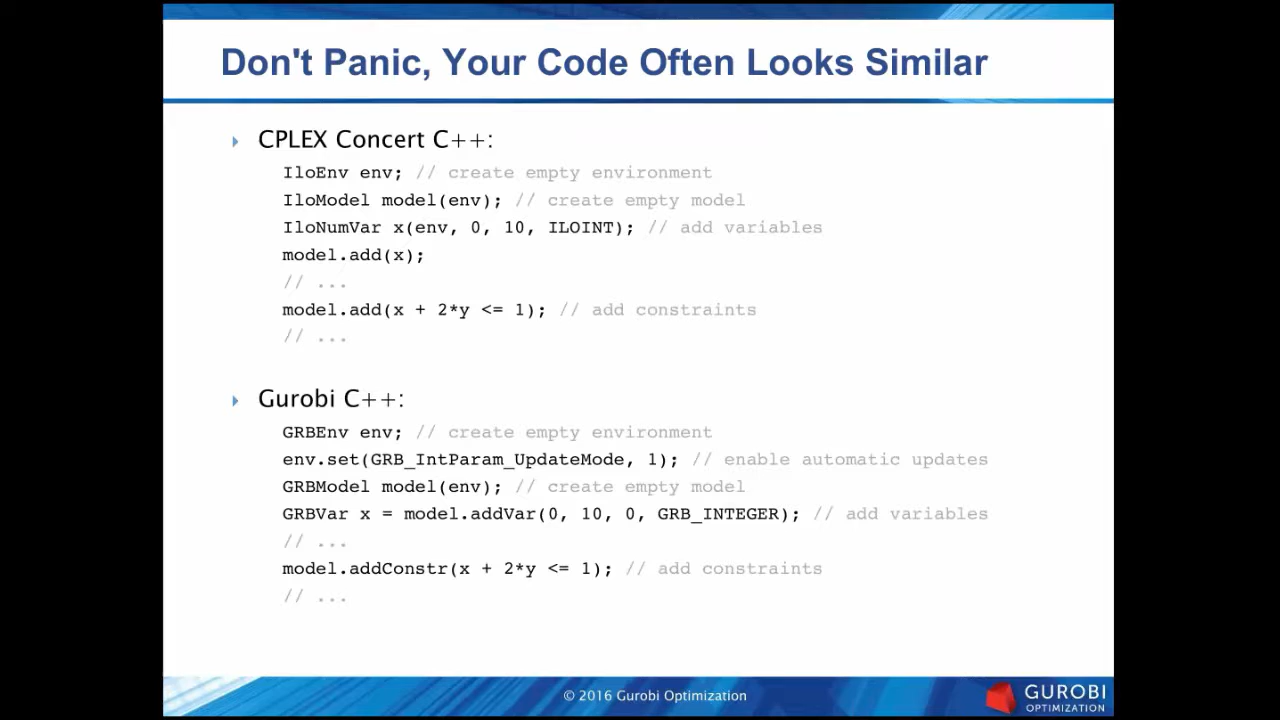 Don't Panic, Your Code Often Looks Similar
CPLEX Concert C++:
IloEnv env; // create empty environment
IloModel model(env); // create empty model
IloNumVar x(env, 0, 10, ILOINT); // add variables
model.add(x);
// ...
model.add(x + 2*y <= 1); // add constraints
// ...
Gurobi C++:
GRBEnv env; // create empty environment
env.set(GRB_IntParam_UpdateMode, 1); // enable automatic updates
GRBModel model(env); // create empty model
GRBVar x = model.addVar(0, 10, 0, GRB_INTEGER); // add variables
// ...
model.addConstr(x + 2*y <= 1); // add constraints
// ...
© 2016 Gurobi Optimization
GUROBI
OPTIMIZATION